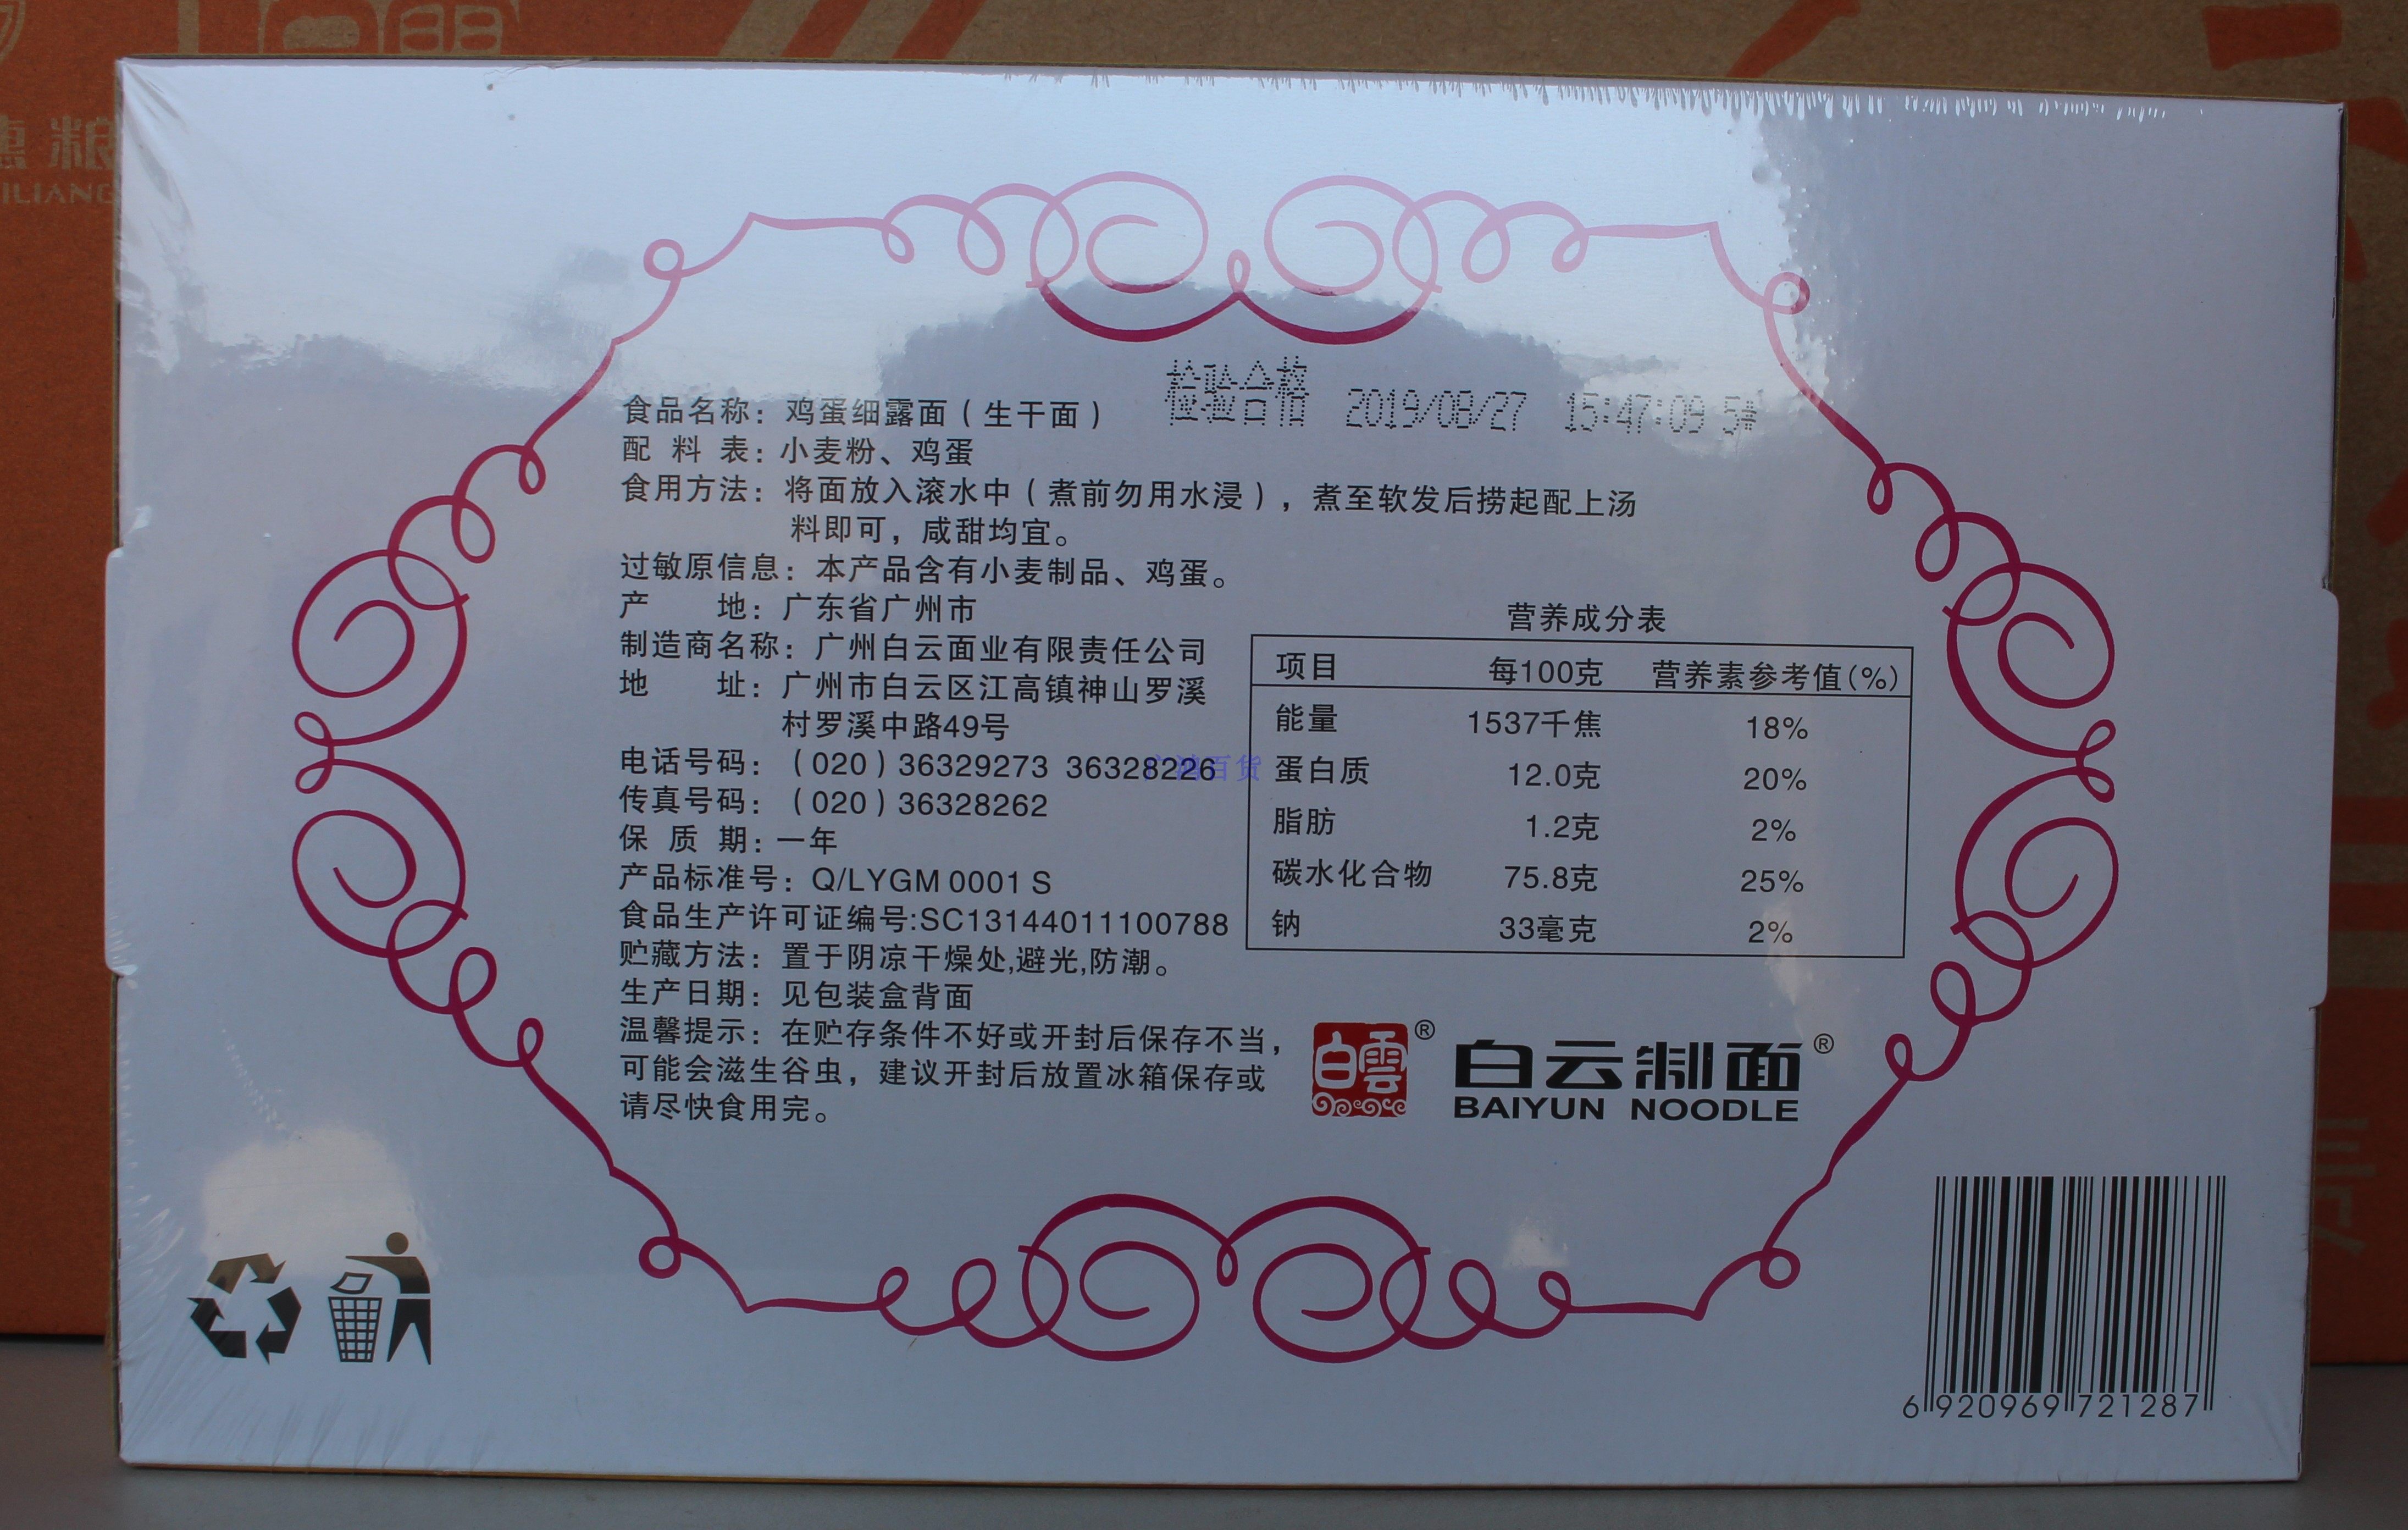 惠粮
ILIANG
检验合格 2019/08/27 15:47:09 5#
食品名称：鸡蛋细露面（生干面）
配 料 表：小麦粉、鸡蛋
食用方法：将面放入滚水中（煮前勿用水浸），煮至软发后捞起配上汤
料即可，咸甜均宜。
过敏原信息：本产品含有小麦制品、鸡蛋。
产 地：广东省广州市
制造商名称：广州白云面业有限责任公司
地 址：广州市白云区江高镇神山罗溪
村罗溪中路49号
电话号码：（020）36329273 36328226
传真号码：（020）36328262
保 质 期：一年
产品标准号：Q/LYGM 0001 S
食品生产许可证编号:SC13144011100788
贮藏方法：置于阴凉干燥处,避光,防潮。
生产日期：见包装盒背面
温馨提示：在贮存条件不好或开封后保存不当，
可能会滋生谷虫，建议开封后放置冰箱保存或
请尽快食用完。
营养成分表
项目 每100克 营养素参考值(%)
能量 1537千焦 18%
蛋白质 12.0克 20%
脂肪 1.2克 2%
碳水化合物 75.8克 25%
钠 33毫克 2%
白雲® 白云制面®
BAIYUN NOODLE
6 920969 721287